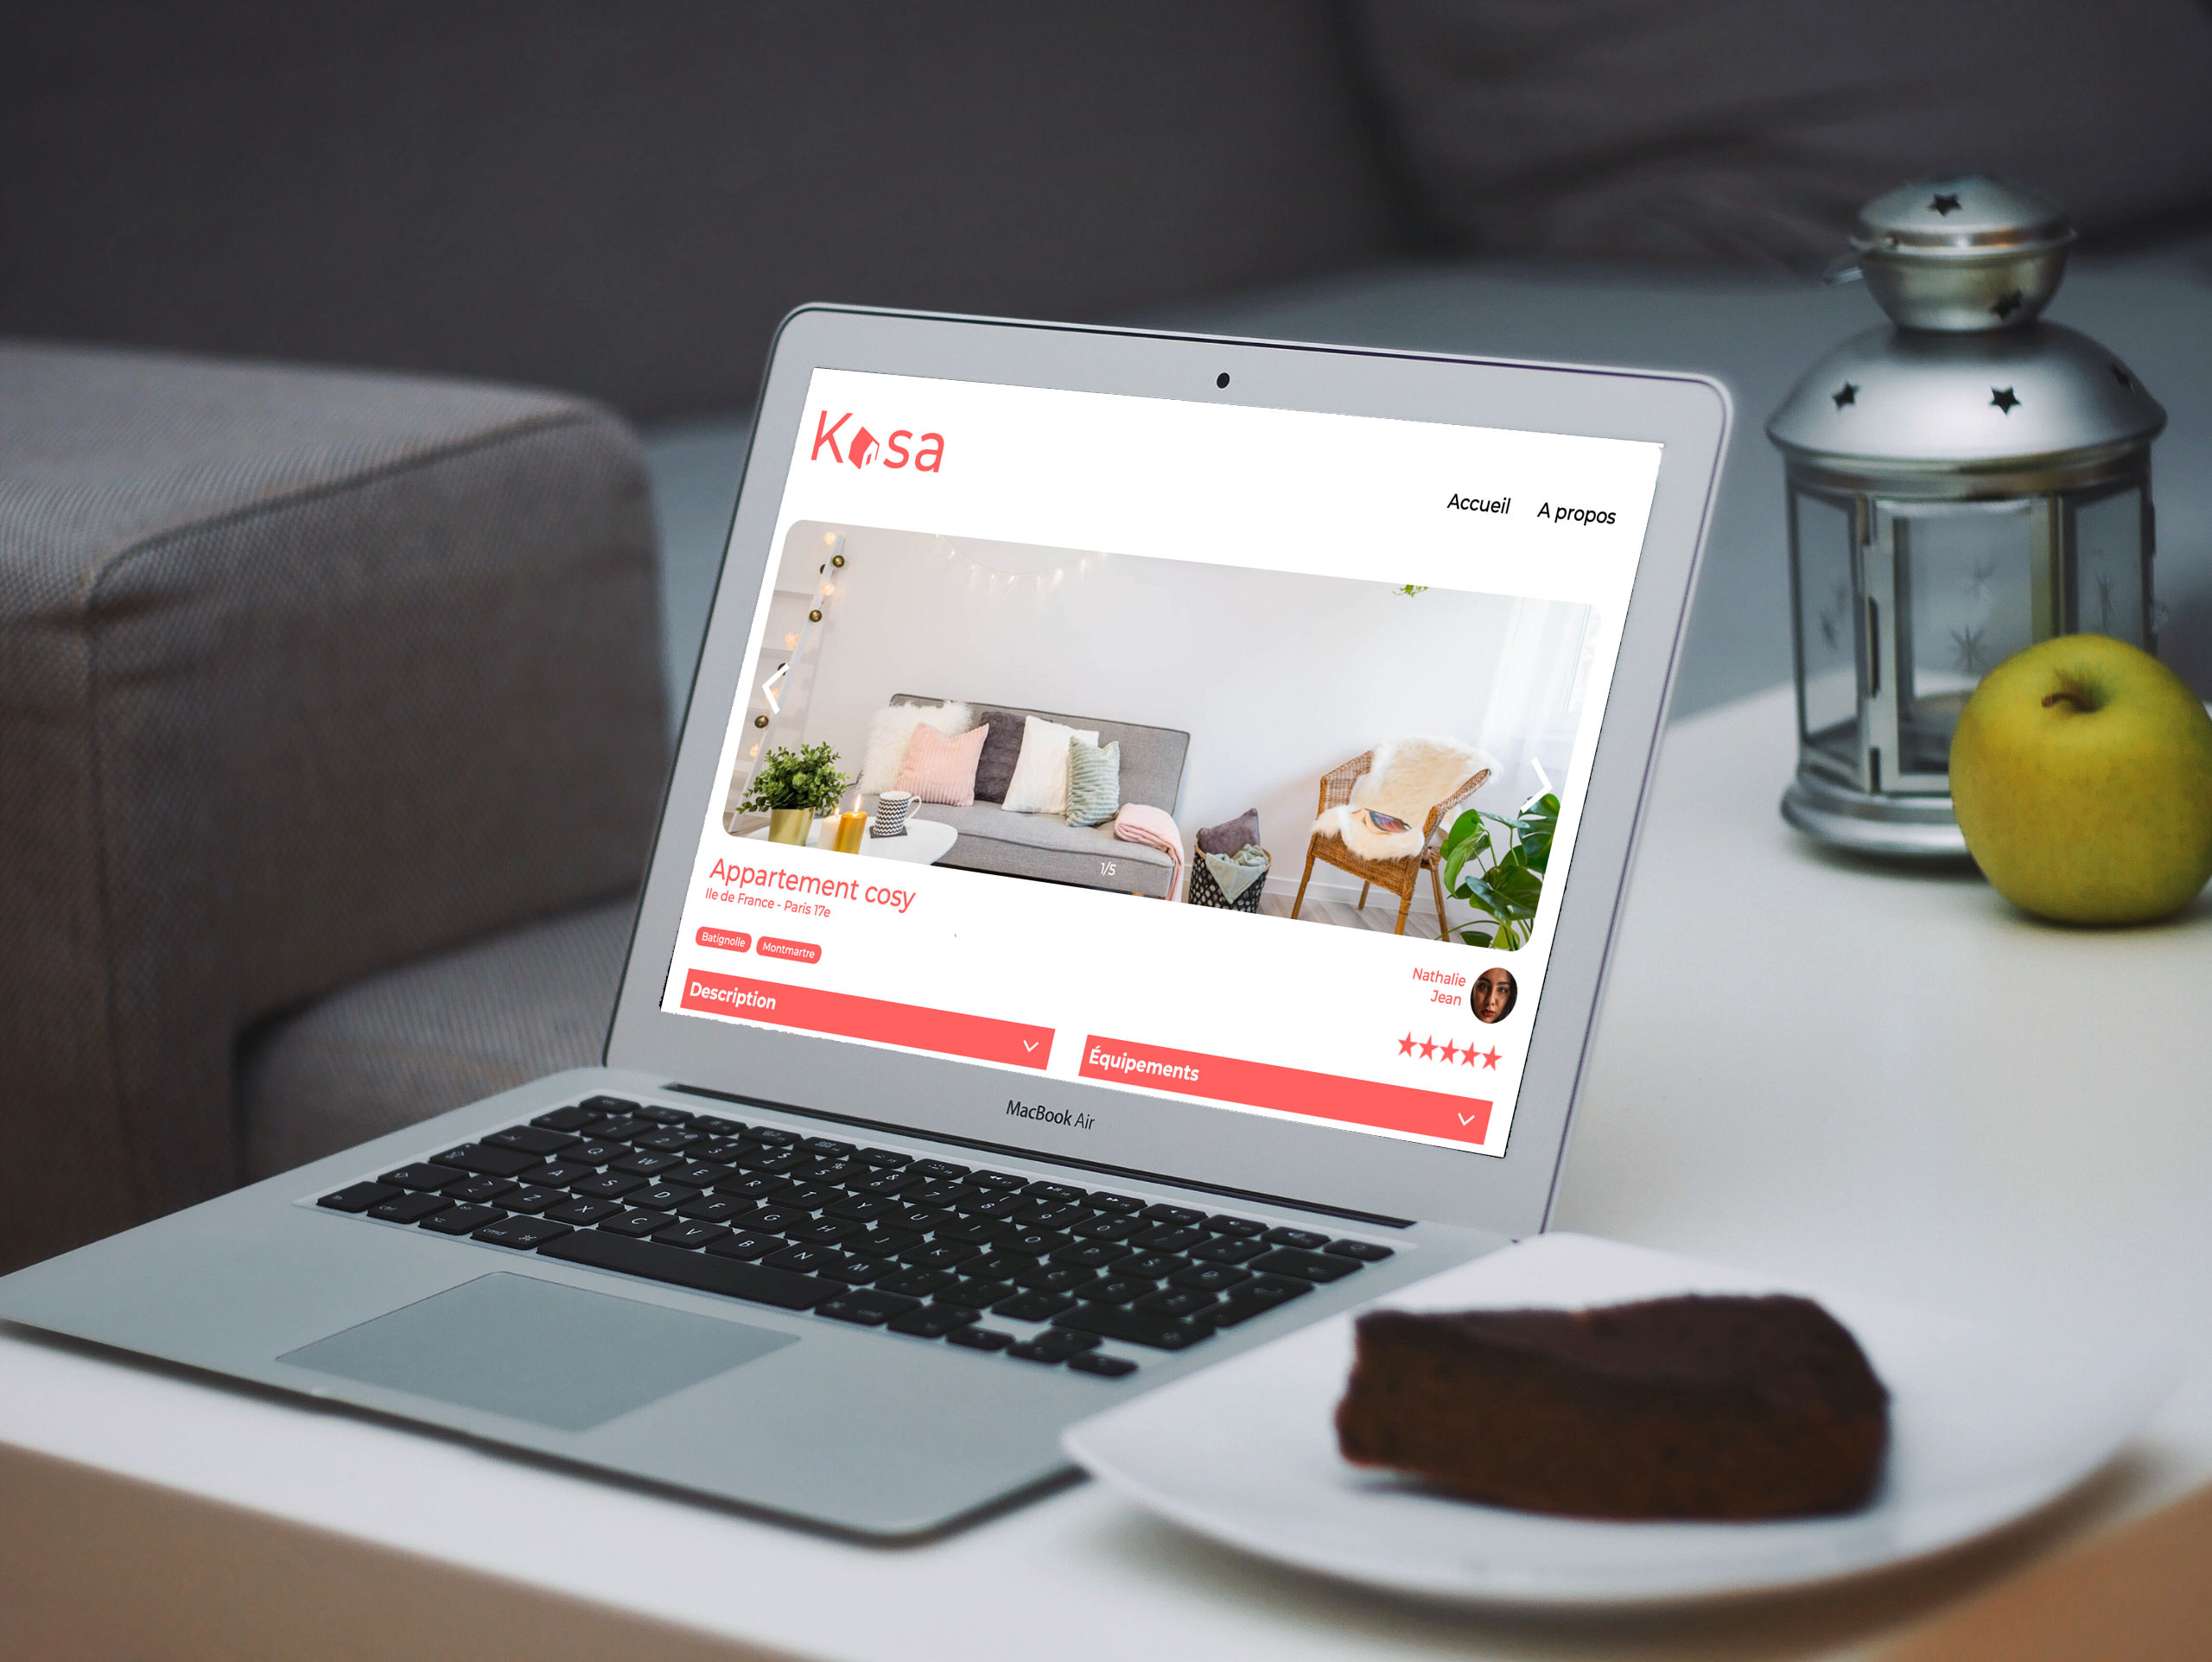 Kasa
Accueil A propos
1/5
Appartement cosy
Ile de France - Paris 17e
Batignolle Montmartre
Nathalie
Jean
Description
Équipements
MacBook Air
Q W E R T Y U I O P
A S D F G H J K L
Z X C V B N M
cmd